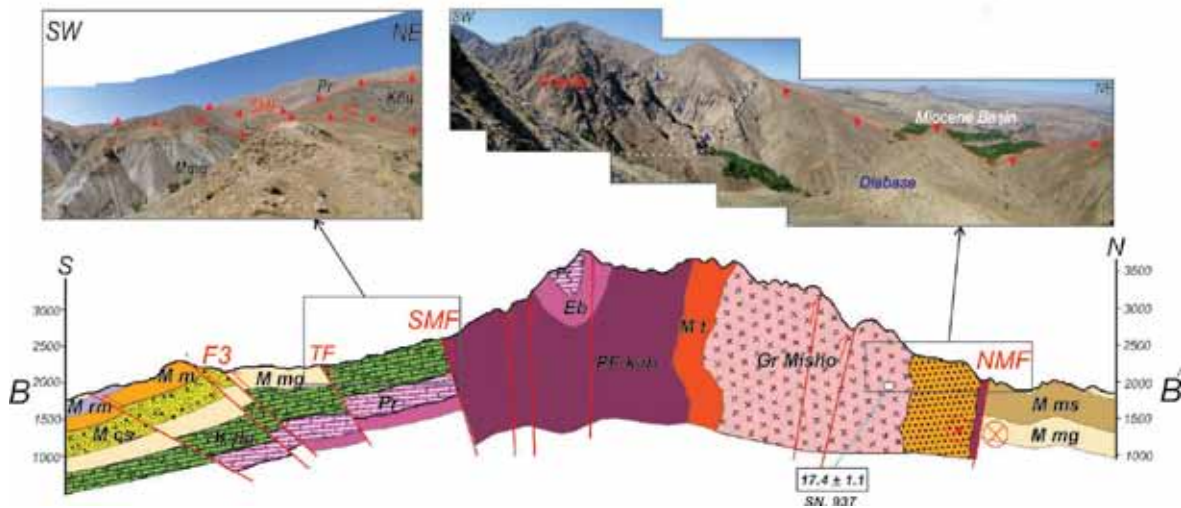 SW
NE
Pr
SMF
SW
NE
Miocene Basin
Diabase
S
N
3500
3500
3000
3000
2500
2500
2000
2000
1500
1500
1000
1000
B
B'
F3
TF
SMF
NMF
M m
M mg
M rm
M cs
Pr
Eb
M t
Gr Misho
M ms
M mg
17.4 ± 1.1
SN. 937